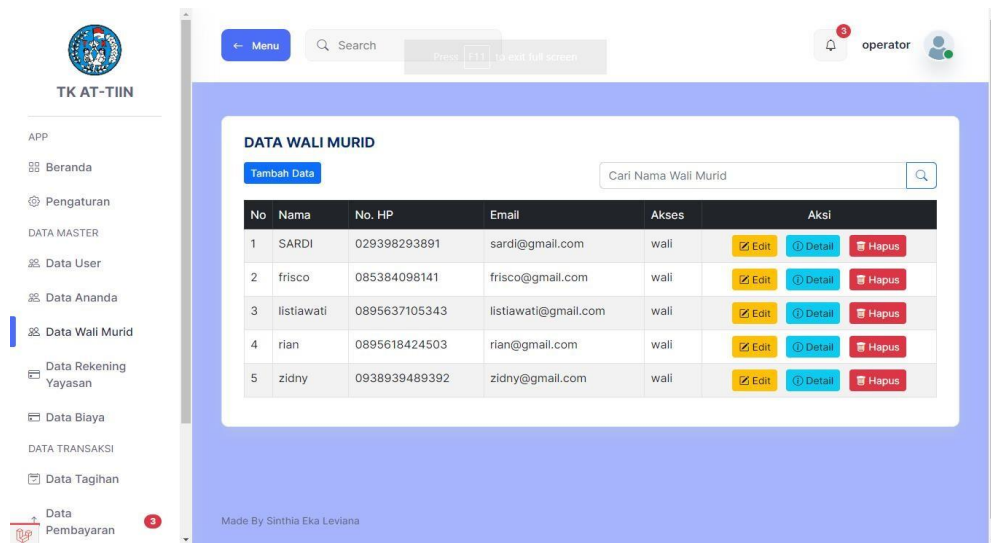 TK AT-TIIN
APP
Beranda
Pengaturan
DATA MASTER
Data User
Data Ananda
Data Wali Murid
Data Rekening
Yayasan
Data Biaya
DATA TRANSAKSI
Data Tagihan
Data
Pembayaran 3
← Menu Search 3 operator
Press F11 to exit full screen
DATA WALI MURID
Tambah Data Cari Nama Wali Murid
No Nama No. HP Email Akses Aksi
1 SARDI 029398293891 sardi@gmail.com wali Edit Detail Hapus
2 frisco 085384098141 frisco@gmail.com wali Edit Detail Hapus
3 listiawati 0895637105343 listiawati@gmail.com wali Edit Detail Hapus
4 rian 0895618424503 rian@gmail.com wali Edit Detail Hapus
5 zidny 0938939489392 zidny@gmail.com wali Edit Detail Hapus
Made By Sinthia Eka Leviana